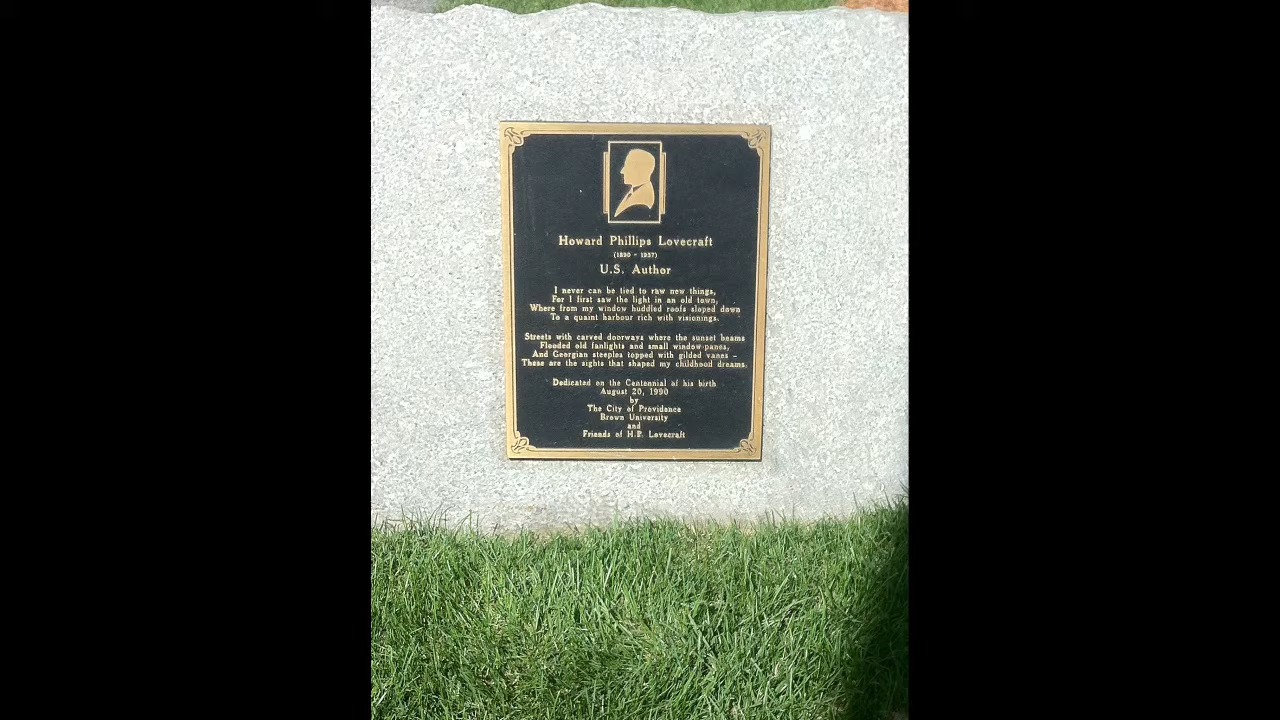 Howard Phillips Lovecraft
(1890 - 1937)
U.S. Author
I never can be tied to raw new things,
For I first saw the light in an old town,
Where from my window huddled roofs sloped down
To a quaint harbour rich with visionings.
Streets with carved doorways where the sunset beams
Flooded old fanlights and small window-panes,
And Georgian steeples topped with gilded vanes -
These are the sights that shaped my childhood dreams.
Dedicated on the Centennial of his birth
August 20, 1990
by
The City of Providence
Brown University
and
Friends of H.P. Lovecraft